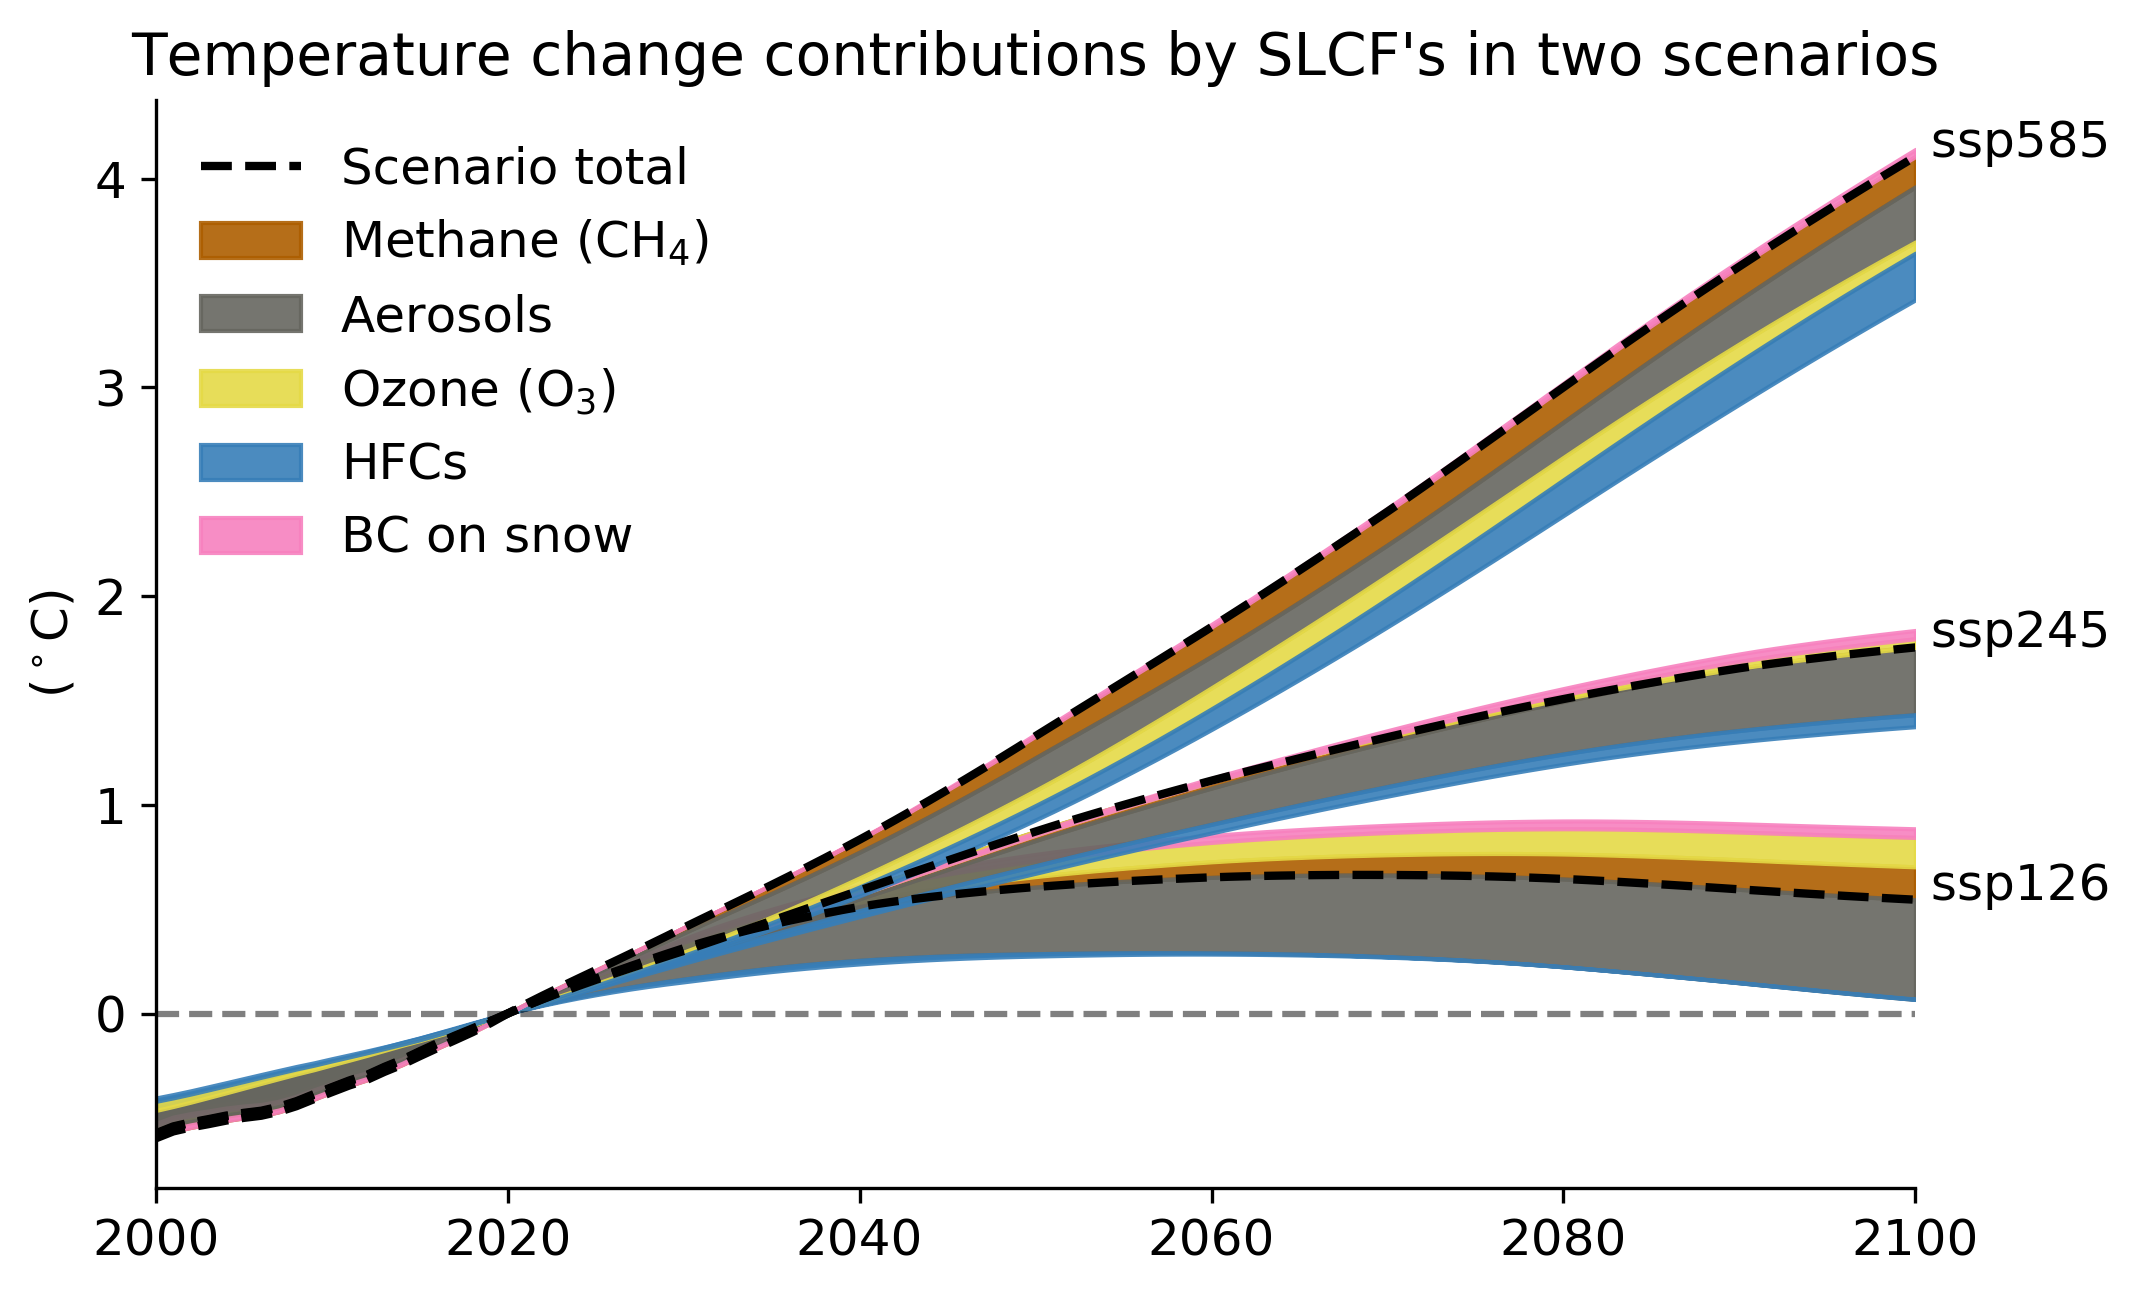 Temperature change contributions by SLCF's in two scenarios
Scenario total
Methane (CH₄)
Aerosols
Ozone (O₃)
HFCs
BC on snow
(°C)
4
3
2
1
0
2000 2020 2040 2060 2080 2100
ssp585
ssp245
ssp126